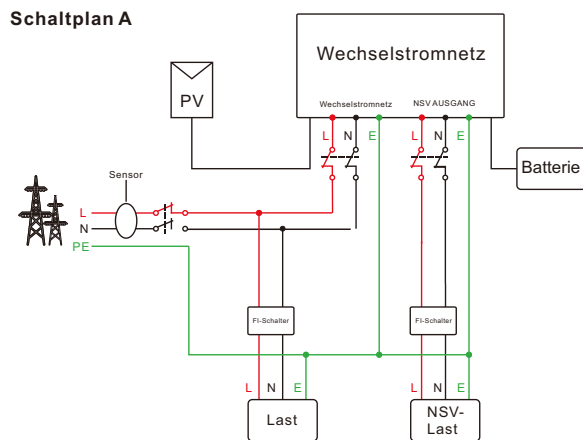 Schaltplan A
Wechselstromnetz
PV
Wechselstromnetz
NSV AUSGANG
L N E
L N E
Batterie
Sensor
L
N
PE
FI-Schalter
FI-Schalter
L N E
L N E
Last
NSV-
Last